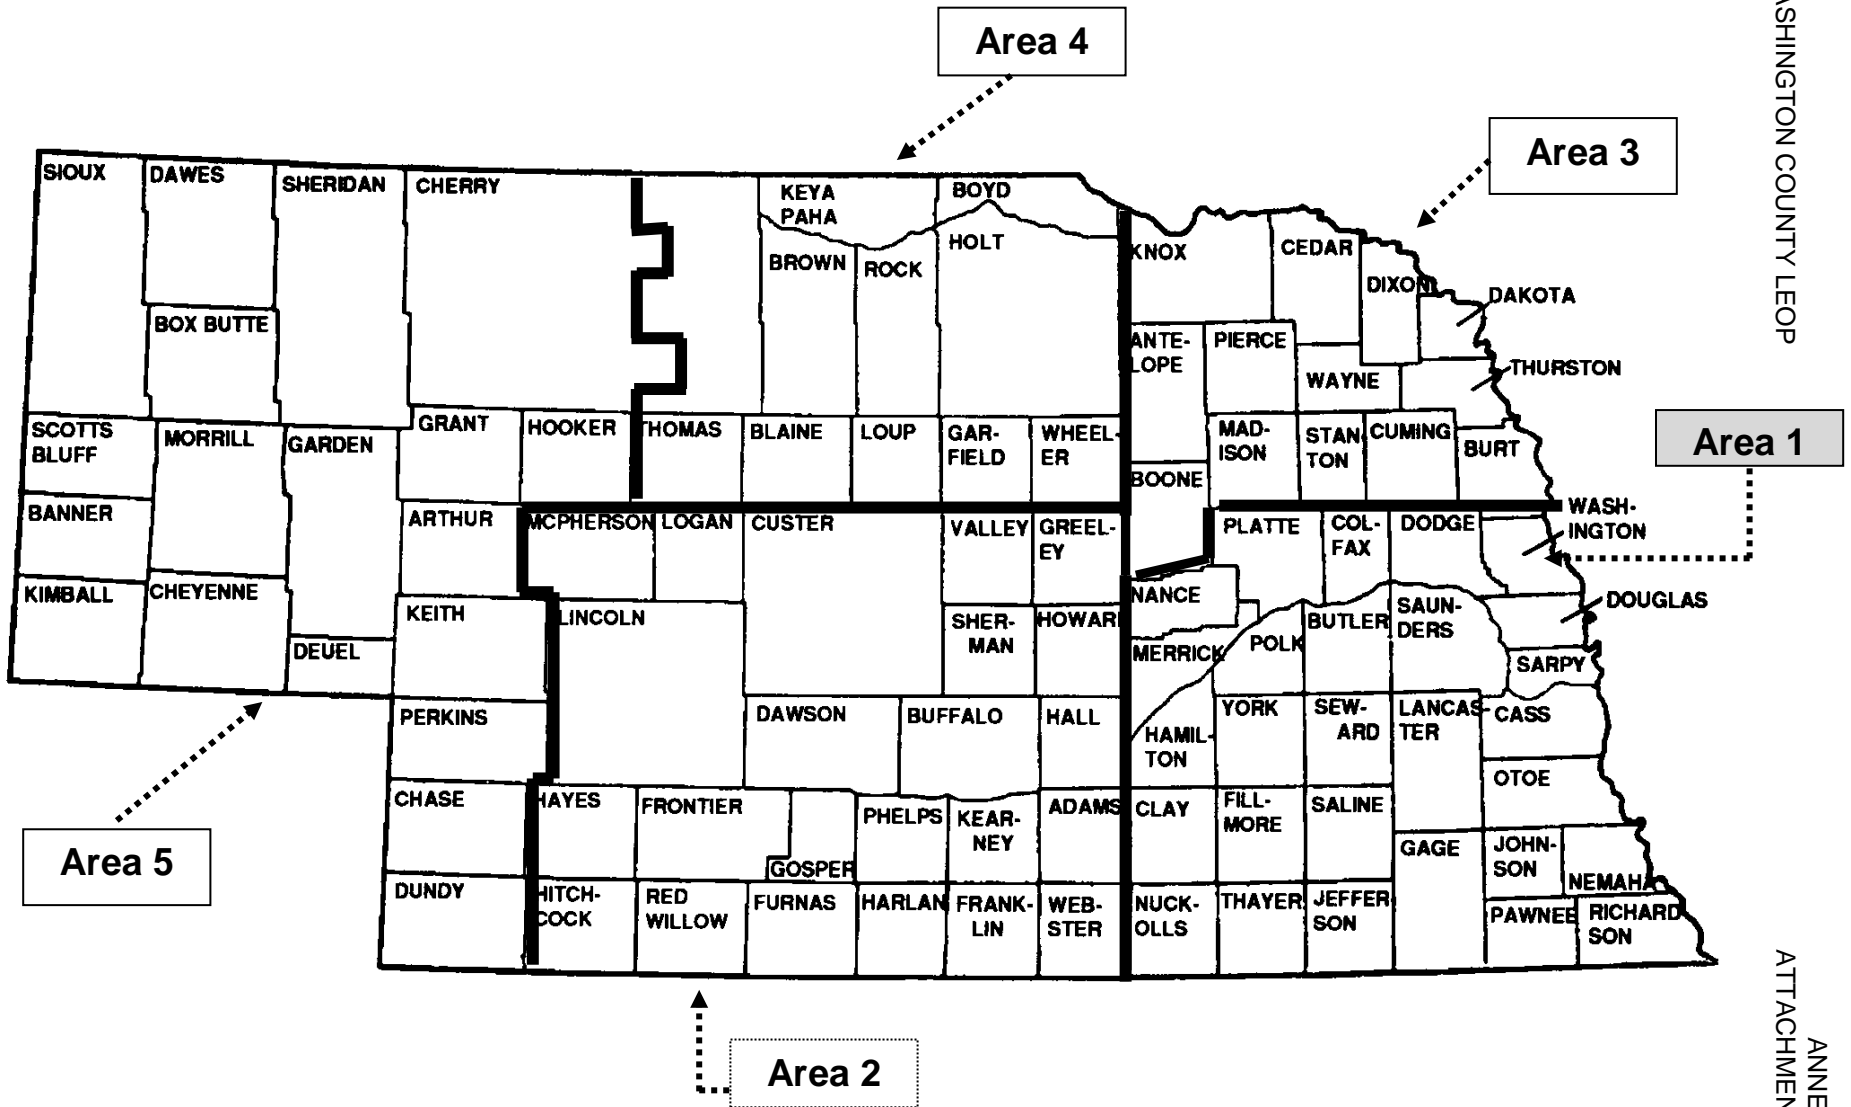 Area 4
Area 3
ASHINGTON COUNTY LEOP
SIOUX
DAWES
SHERIDAN
CHERRY
KEYA
PAHA
BOYD
HOLT
BROWN
ROCK
KNOX
CEDAR
DIXON
DAKOTA
BOX BUTTE
ANTE-
LOPE
PIERCE
WAYNE
THURSTON
SCOTTS
BLUFF
MORRILL
GARDEN
GRANT
HOOKER
THOMAS
BLAINE
LOUP
GAR-
FIELD
WHEEL-
ER
MAD-
ISON
STAN-
TON
CUMING
BURT
Area 1
BOONE
BANNER
ARTHUR
MCPHERSON
LOGAN
CUSTER
VALLEY
GREEL-
EY
PLATTE
COL-
FAX
DODGE
WASH-
INGTON
KIMBALL
CHEYENNE
KEITH
LINCOLN
SHER-
MAN
HOWARD
NANCE
MERRICK
POLK
BUTLER
SAUN-
DERS
DOUGLAS
SARPY
DEUEL
PERKINS
DAWSON
BUFFALO
HALL
HAMIL-
TON
YORK
SEW-
ARD
LANCAS-
TER
CASS
OTOE
CHASE
HAYES
FRONTIER
GOSPER
PHELPS
KEAR-
NEY
ADAMS
CLAY
FILL-
MORE
SALINE
GAGE
JOHN-
SON
NEMAHA
Area 5
DUNDY
HITCH-
COCK
RED
WILLOW
FURNAS
HARLAN
FRANK-
LIN
WEB-
STER
NUCK-
OLLS
THAYER
JEFFER
SON
PAWNEE
RICHARD
SON
Area 2
ANNE
ATTACHMEN